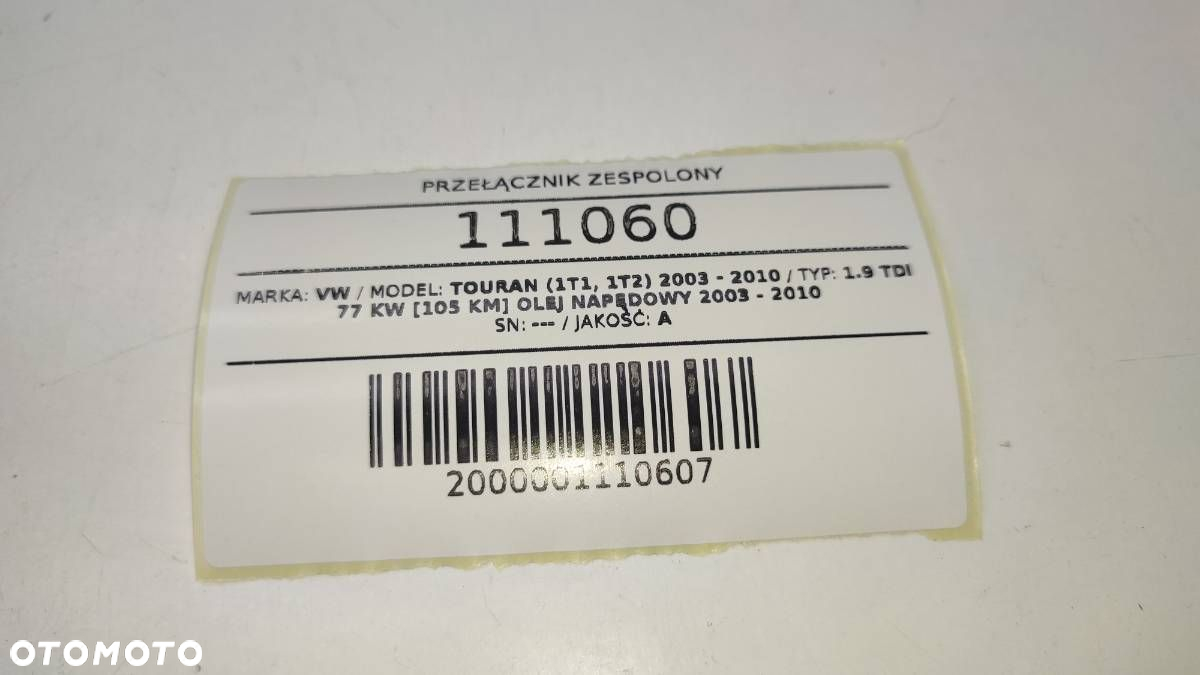 PRZEŁĄCZNIK ZESPOLONY
111060
MARKA: VW / MODEL: TOURAN (1T1, 1T2) 2003 - 2010 / TYP: 1.9 TDI
77 KW [105 KM] OLEJ NAPĘDOWY 2003 - 2010
SN: --- / JAKOŚĆ: A
2000001110607
OTOMOTO